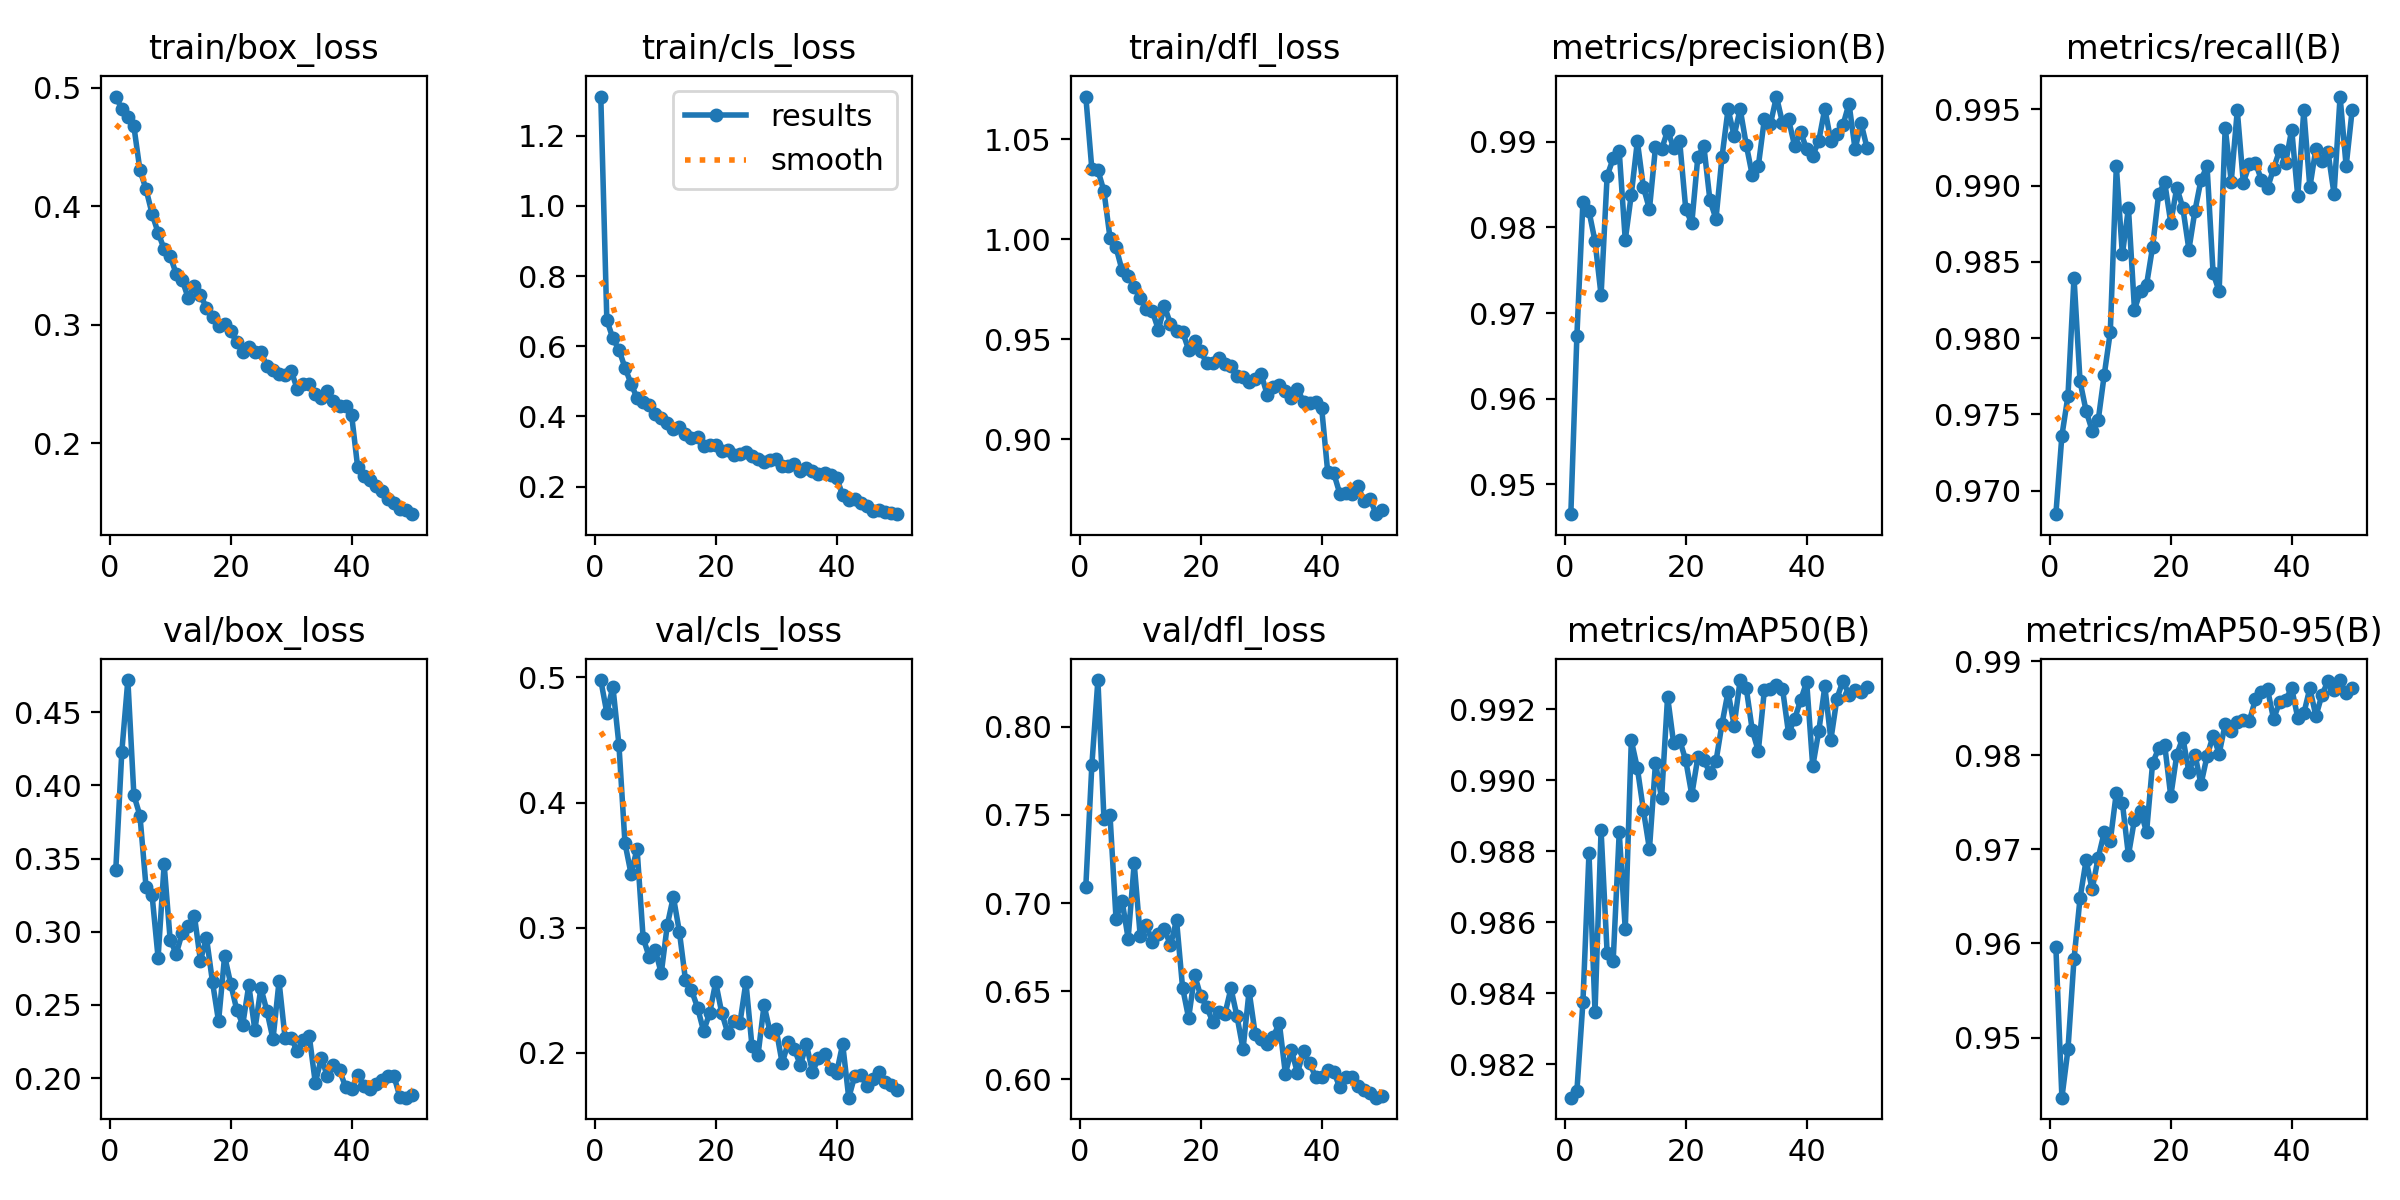 train/box_loss
0.5
0.4
0.3
0.2
0 20 40
train/cls_loss
results
smooth
1.2
1.0
0.8
0.6
0.4
0.2
0 20 40
train/dfl_loss
1.05
1.00
0.95
0.90
0 20 40
metrics/precision(B)
0.99
0.98
0.97
0.96
0.95
0 20 40
metrics/recall(B)
0.995
0.990
0.985
0.980
0.975
0.970
0 20 40
val/box_loss
0.45
0.40
0.35
0.30
0.25
0.20
0 20 40
val/cls_loss
0.5
0.4
0.3
0.2
0 20 40
val/dfl_loss
0.80
0.75
0.70
0.65
0.60
0 20 40
metrics/mAP50(B)
0.992
0.990
0.988
0.986
0.984
0.982
0 20 40
metrics/mAP50-95(B)
0.99
0.98
0.97
0.96
0.95
0 20 40